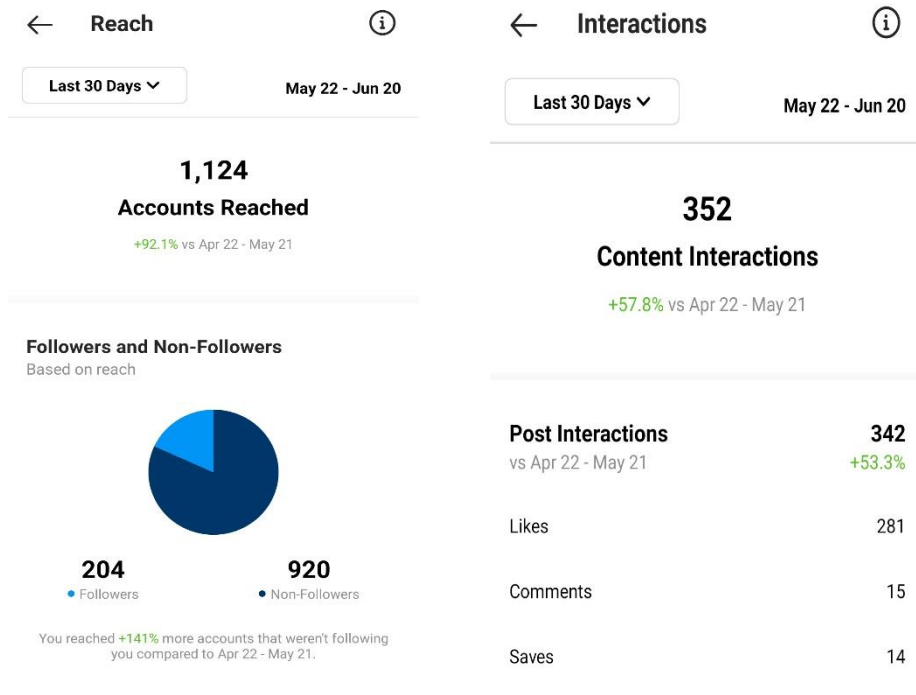 Reach
Last 30 Days
May 22 - Jun 20
1,124
Accounts Reached
+92.1% vs Apr 22 - May 21
Followers and Non-Followers
Based on reach
204
Followers
920
Non-Followers
You reached +141% more accounts that weren't following
you compared to Apr 22 - May 21.
Interactions
Last 30 Days
May 22 - Jun 20
352
Content Interactions
+57.8% vs Apr 22 - May 21
Post Interactions 342
vs Apr 22 - May 21 +53.3%
Likes 281
Comments 15
Saves 14